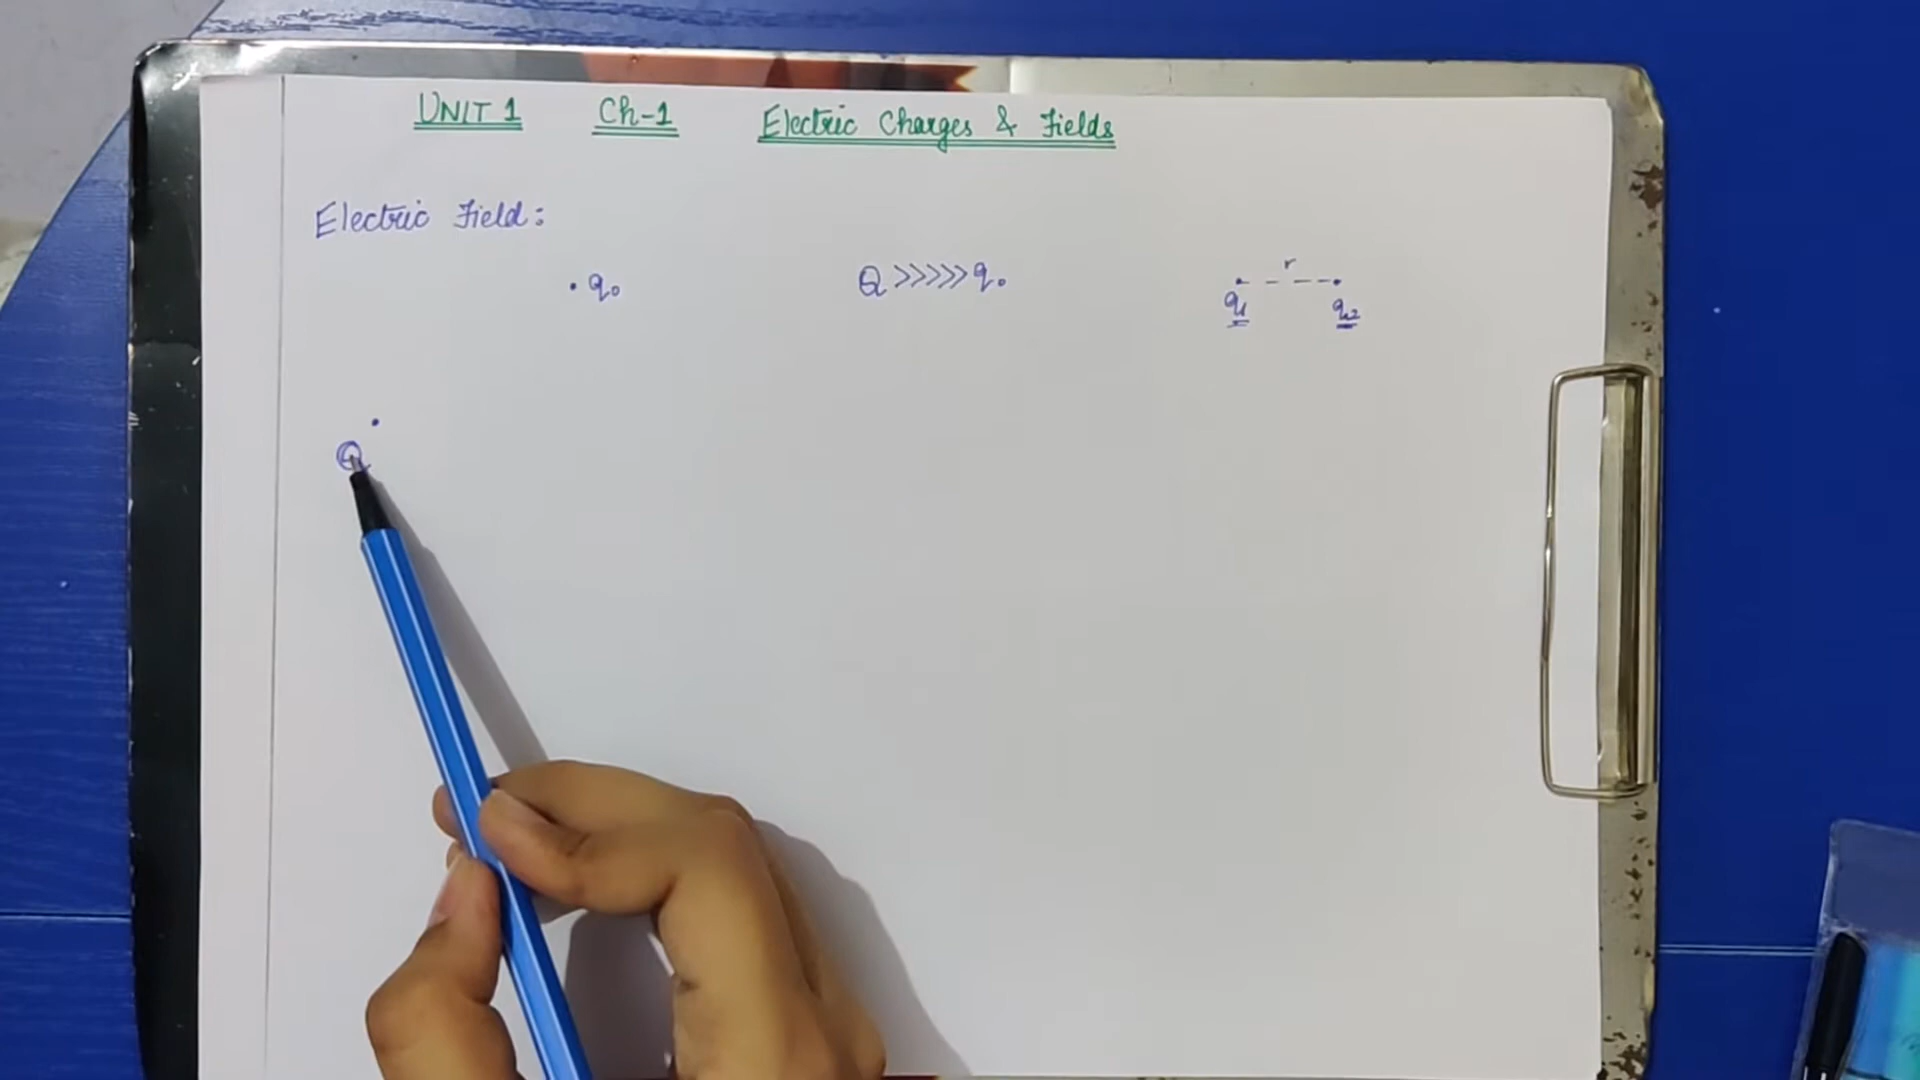 UNIT 1 Ch-1 Electric Charges & Fields
Electric Field:
• q₀ Q >>>>> q₀ r
q₁ q₂
Q